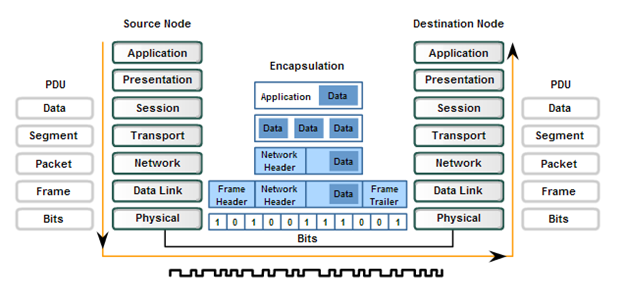 Source Node
Destination Node
Application
Presentation
Session
Transport
Network
Data Link
Physical
PDU
Data
Segment
Packet
Frame
Bits
Encapsulation
Application Data
Data Data Data
Network Header Data
Frame Header Network Header Data Frame Trailer
1 0 1 0 0 1 1 1 0 0 1
Bits
Application
Presentation
Session
Transport
Network
Data Link
Physical
PDU
Data
Segment
Packet
Frame
Bits